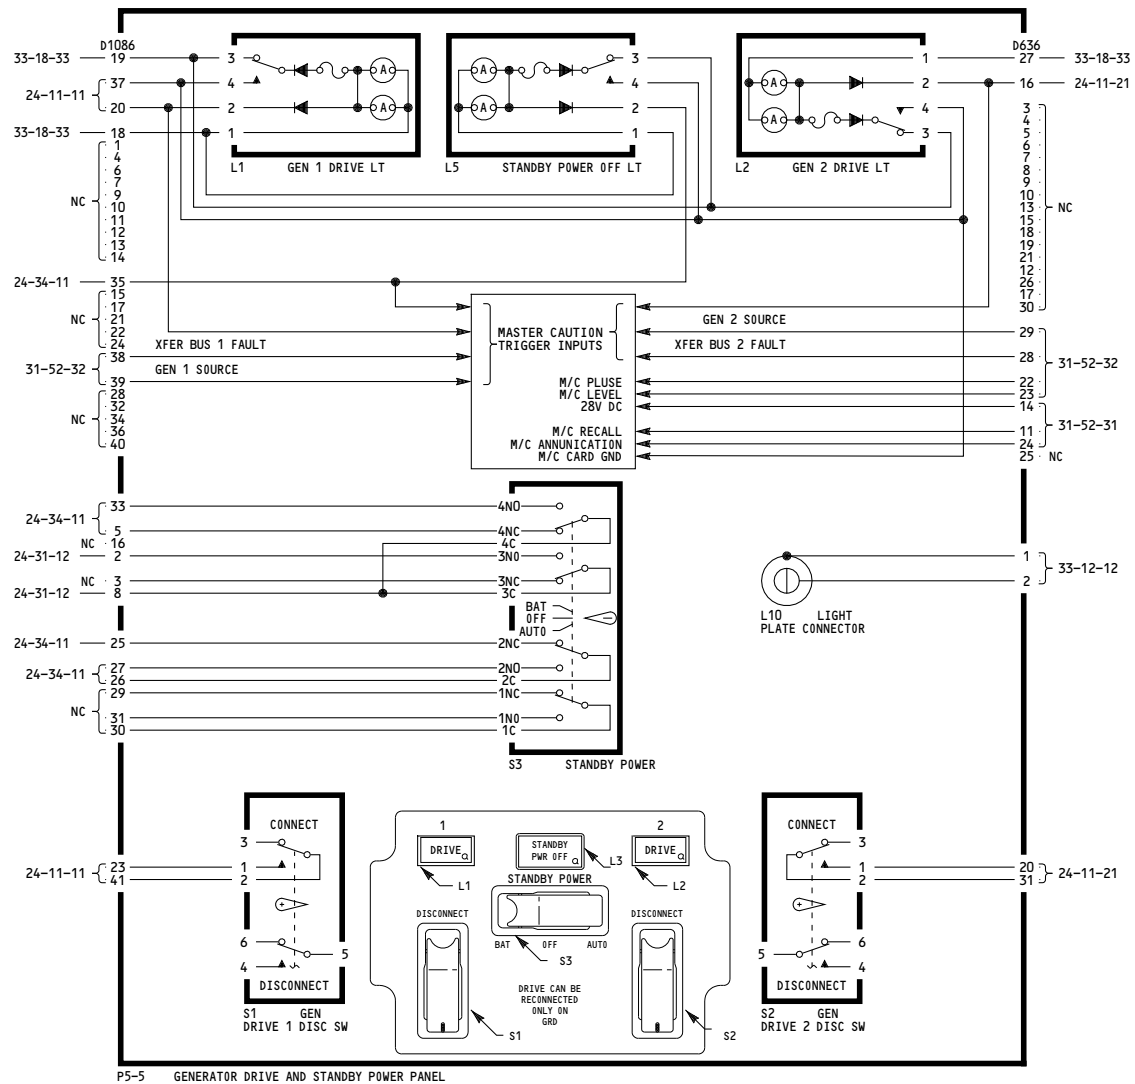 D1086
D636
33-18-33
19
3
1
27
33-18-33
24-11-11
37
4
A
3
A
2
16
24-11-21
20
2
A
4
A
4
3
33-18-33
18
1
2
1
A
3
4
5
L1 GEN 1 DRIVE LT
L5 STANDBY POWER OFF LT
L2 GEN 2 DRIVE LT
NC
1
4
6
7
9
10
11
12
13
14
6
7
8
9
10
13
15
18
19
21
12
26
17
30
NC
24-34-11
35
NC
15
17
21
22
24
MASTER CAUTION
TRIGGER INPUTS
GEN 2 SOURCE
29
XFER BUS 1 FAULT
XFER BUS 2 FAULT
31-52-32
38
39
GEN 1 SOURCE
28
31-52-32
M/C PLUSE
22
M/C LEVEL
23
28V DC
14
NC
28
32
34
36
40
M/C RECALL
11
31-52-31
M/C ANNUNICATION
24
M/C CARD GND
25
NC
24-34-11
33
4NO
5
4NC
NC
16
4C
24-31-12
2
3NO
NC
3
3NC
24-31-12
8
3C
BAT
OFF
AUTO
24-34-11
25
2NC
24-34-11
27
2NO
26
2C
NC
29
1NC
31
1NO
30
1C
S3 STANDBY POWER
1
2
33-12-12
L10 LIGHT
PLATE CONNECTOR
CONNECT
3
1
2
24-11-11
23
41
6
5
4
DISCONNECT
S1 GEN
DRIVE 1 DISC SW
1
DRIVE
L1
STANDBY
PWR OFF
L3
2
DRIVE
L2
STANDBY POWER
DISCONNECT
DISCONNECT
BAT OFF AUTO
S3
DRIVE CAN BE
RECONNECTED
ONLY ON
GRD
S1
S2
CONNECT
3
1
2
20
31
24-11-21
6
5
4
DISCONNECT
S2 GEN
DRIVE 2 DISC SW
P5-5 GENERATOR DRIVE AND STANDBY POWER PANEL